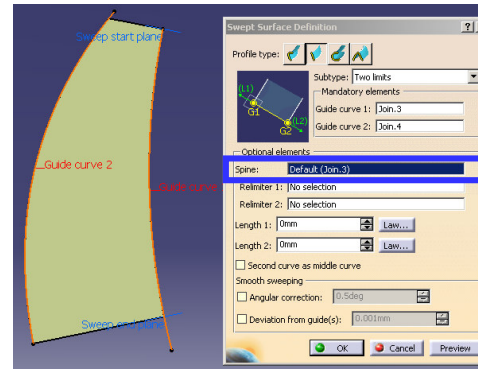 Sweep start plane
Guide curve 2
Guide curve
Sweep end plane
Swept Surface Definition
?
Profile type:
Subtype: Two limits
Mandatory elements
Guide curve 1: Join.3
Guide curve 2: Join.4
(L1)
G1
G2
(L2)
Optional elements
Spine: Default (Join.3)
Relimiter 1: No selection
Relimiter 2: No selection
Length 1: 0mm Law...
Length 2: 0mm Law...
Second curve as middle curve
Smooth sweeping
Angular correction: 0.5deg
Deviation from guide(s): 0.001mm
OK Cancel Preview